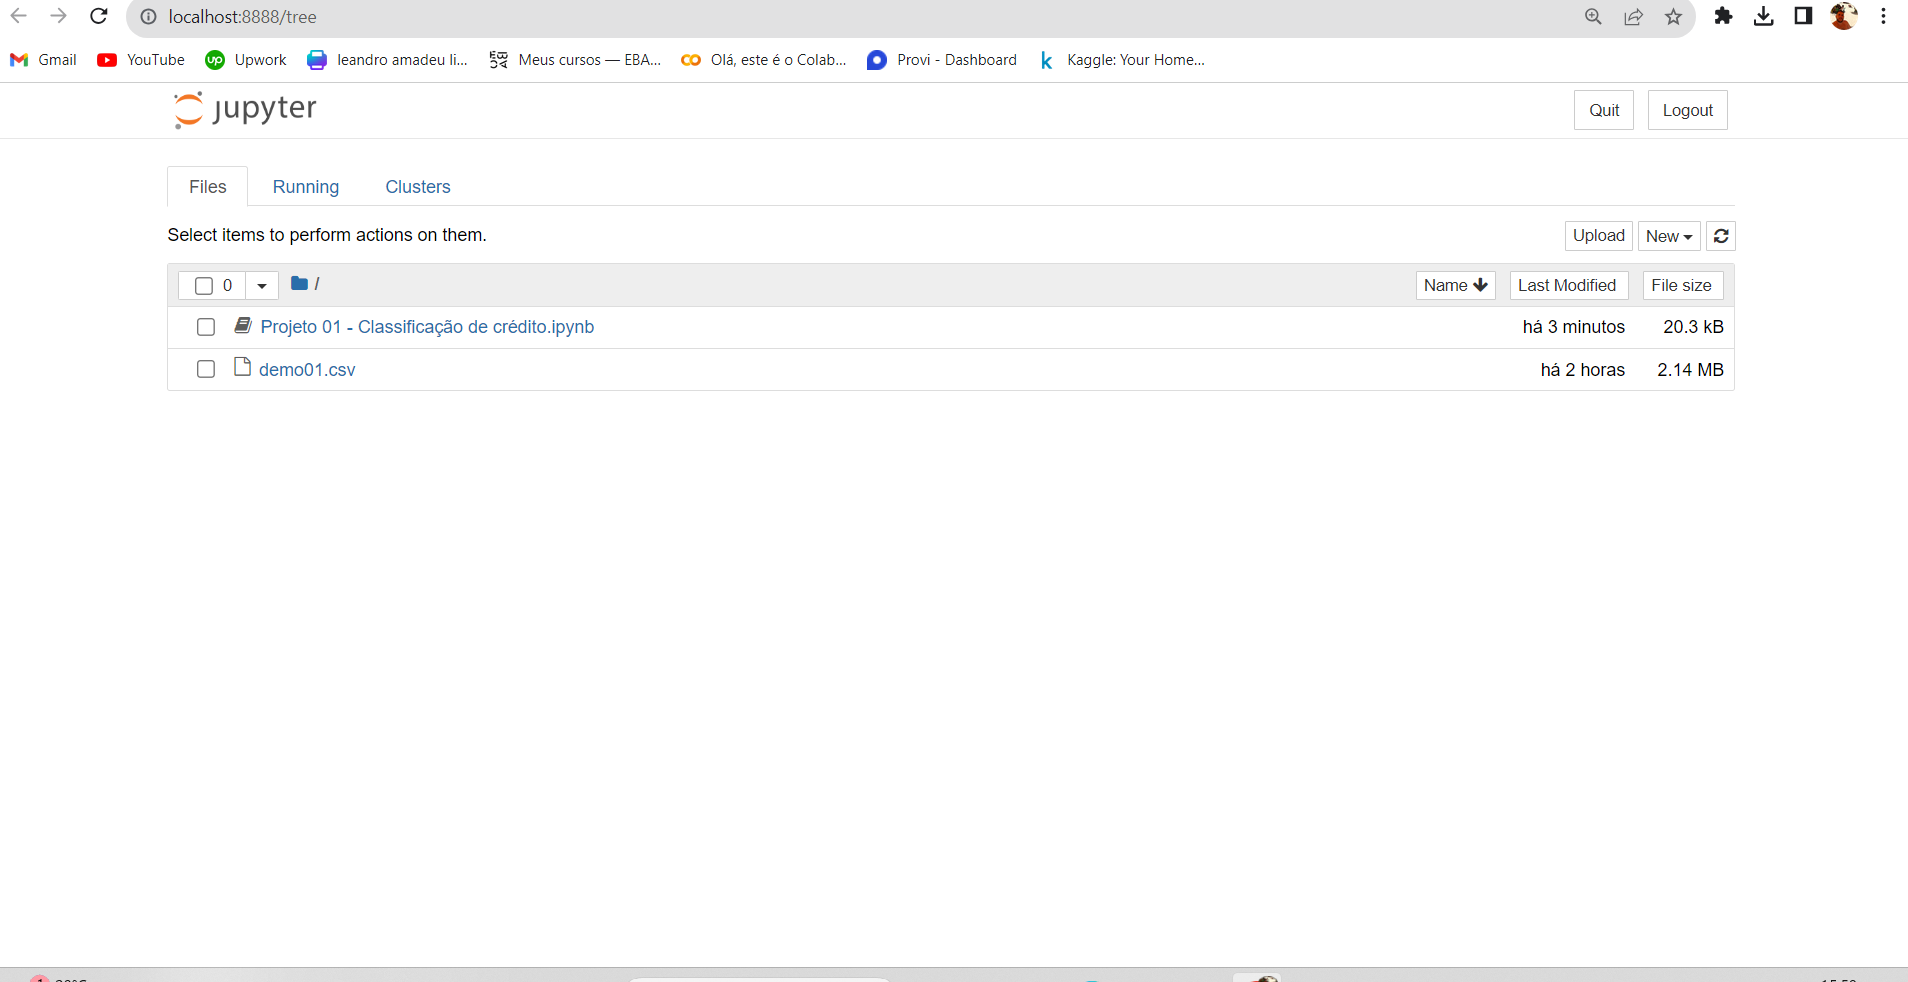 localhost:8888/tree
Gmail YouTube Upwork leandro amadeu li... Meus cursos — EBA... Olá, este é o Colab... Provi - Dashboard Kaggle: Your Home...
jupyter Quit Logout
Files Running Clusters
Select items to perform actions on them. Upload New
0 / Name Last Modified File size
Projeto 01 - Classificação de crédito.ipynb há 3 minutos 20.3 kB
demo01.csv há 2 horas 2.14 MB